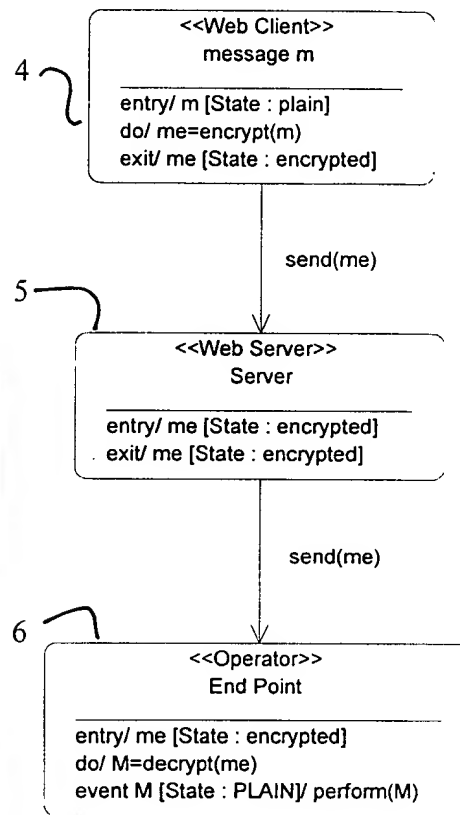 <<Web Client>>
message m
4
entry/ m [State : plain]
do/ me=encrypt(m)
exit/ me [State : encrypted]
send(me)
5
<<Web Server>>
Server
entry/ me [State : encrypted]
exit/ me [State : encrypted]
send(me)
6
<<Operator>>
End Point
entry/ me [State : encrypted]
do/ M=decrypt(me)
event M [State : PLAIN]/ perform(M)